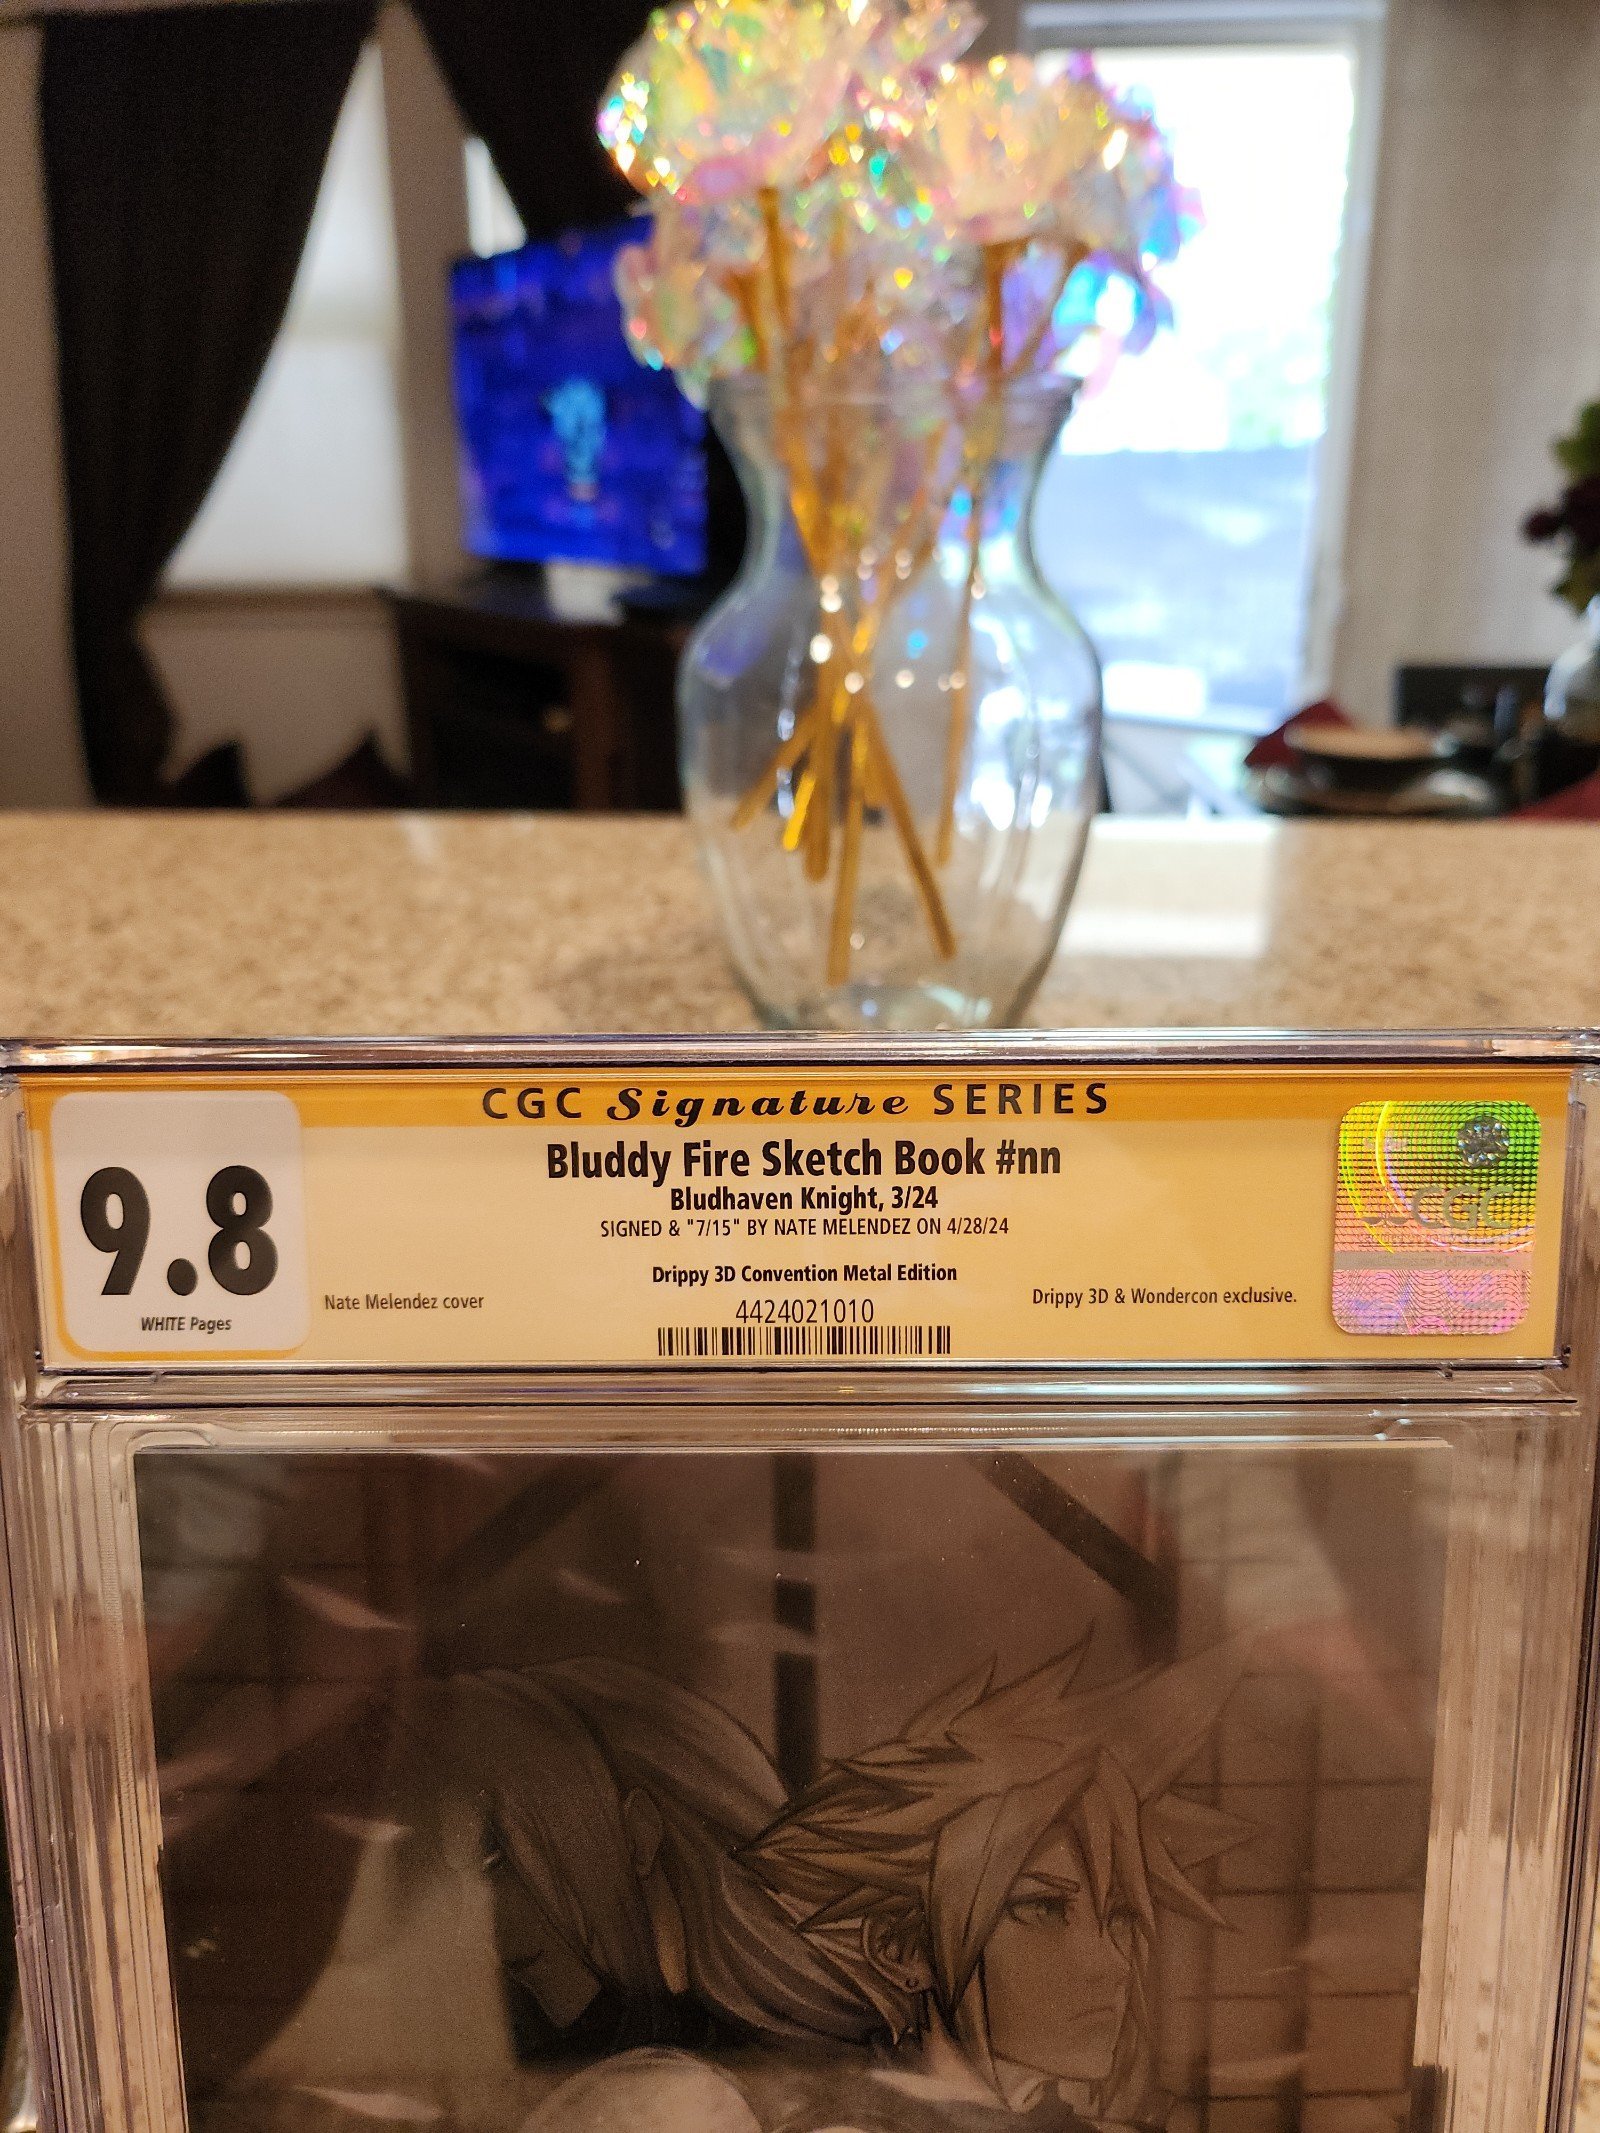 CGC Signature SERIES
9.8
WHITE Pages
Bluddy Fire Sketch Book #nn
Bludhaven Knight, 3/24
SIGNED & "7/15" BY NATE MELENDEZ ON 4/28/24
Drippy 3D Convention Metal Edition
Nate Melendez cover
4424021010
Drippy 3D & Wondercon exclusive.
CGC